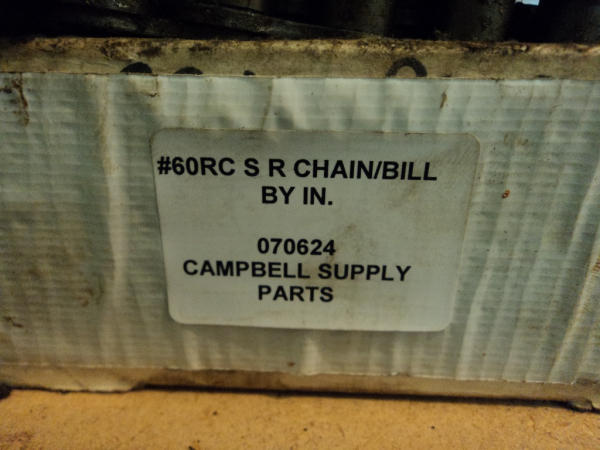 #60RC S R CHAIN/BILL
BY IN.
070624
CAMPBELL SUPPLY
PARTS